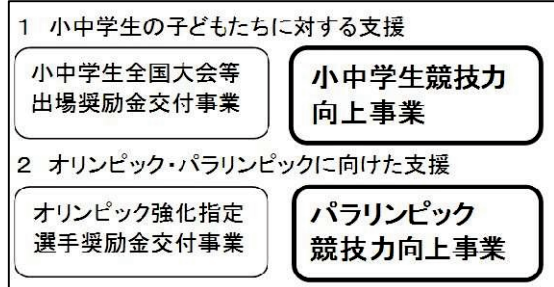 1 小中学生の子どもたちに対する支援
小中学生全国大会等
出場奨励金交付事業
小中学生競技力
向上事業
2 オリンピック・パラリンピックに向けた支援
オリンピック強化指定
選手奨励金交付事業
パラリンピック
競技力向上事業